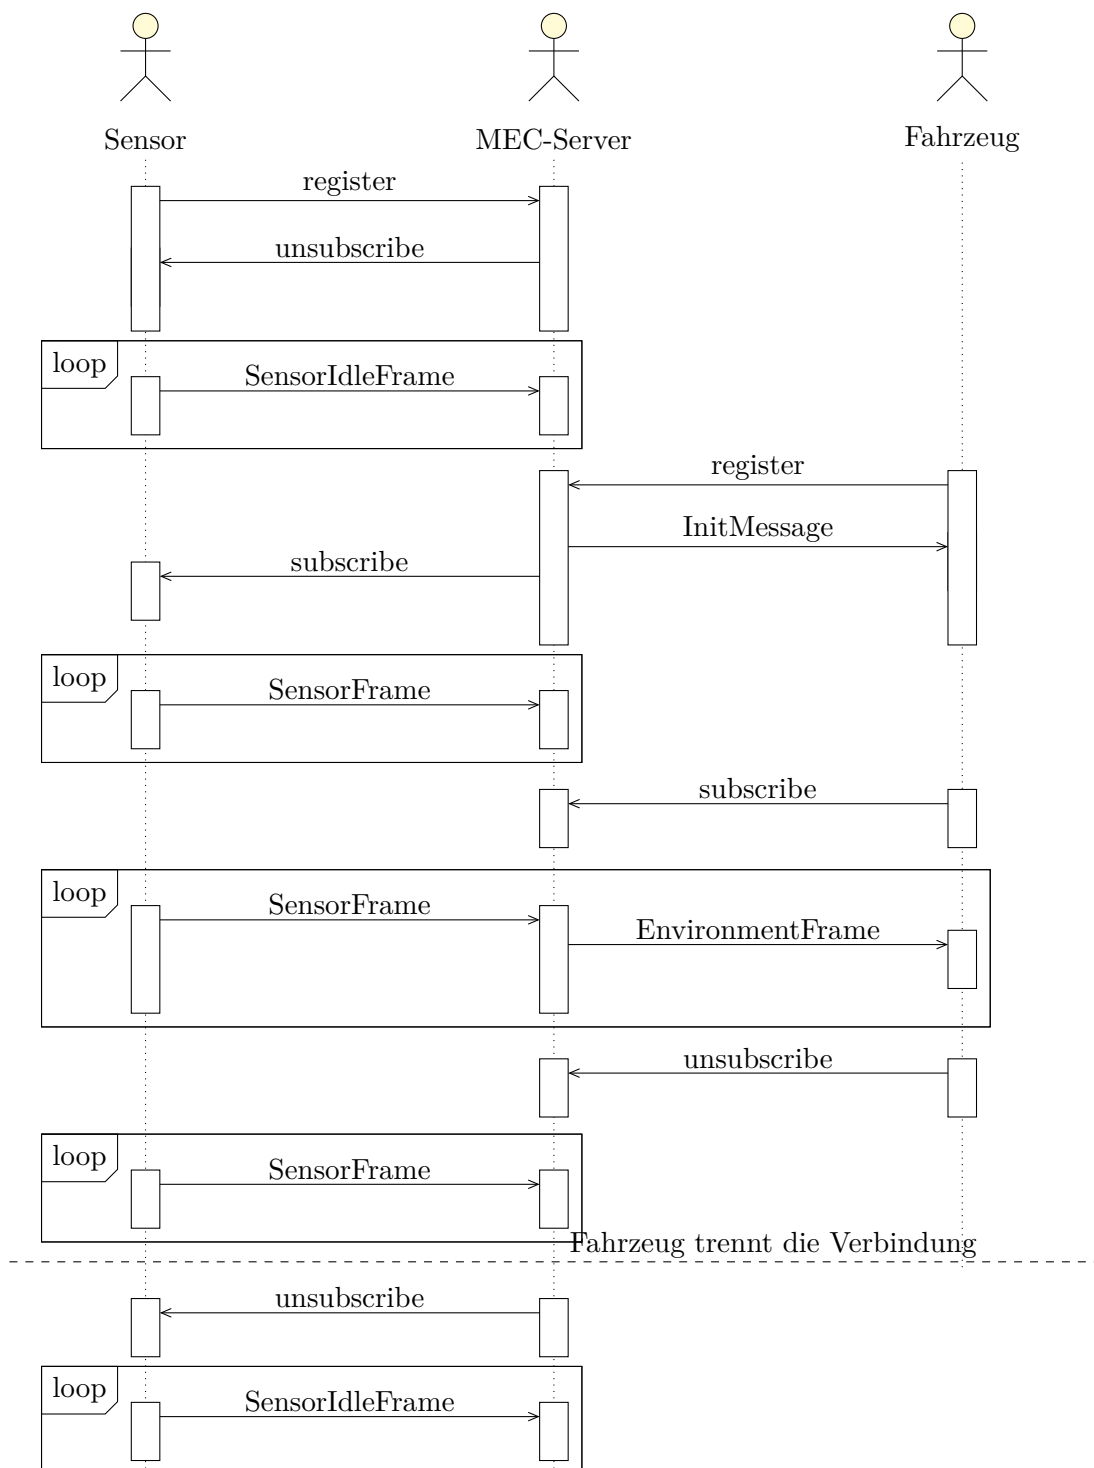 Sensor
MEC-Server
Fahrzeug
register
unsubscribe
loop
SensorIdleFrame
register
InitMessage
subscribe
loop
SensorFrame
subscribe
loop
SensorFrame
EnvironmentFrame
unsubscribe
loop
SensorFrame
Fahrzeug trennt die Verbindung
unsubscribe
loop
SensorIdleFrame